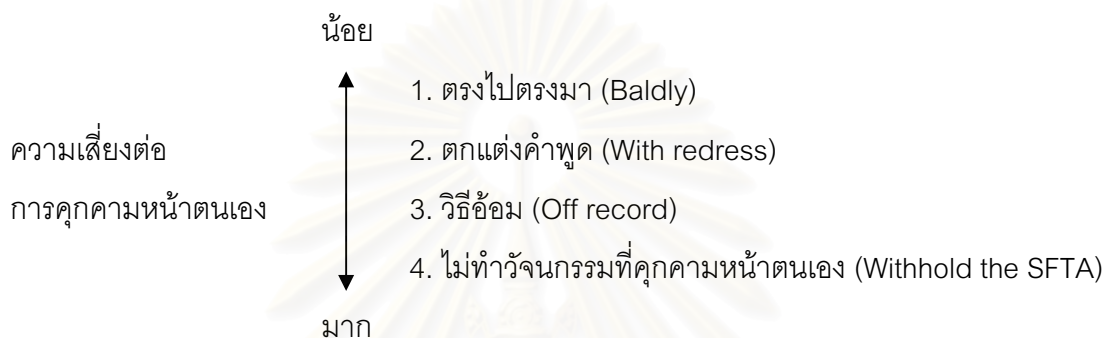 น้อย
1. ตรงไปตรงมา (Baldly)
ความเสี่ยงต่อ
2. ตกแต่งคำพูด (With redress)
การคุกคามหน้าตนเอง
3. วิธีอ้อม (Off record)
4. ไม่ทำวัจนกรรมที่คุกคามหน้าตนเอง (Withhold the SFTA)
มาก